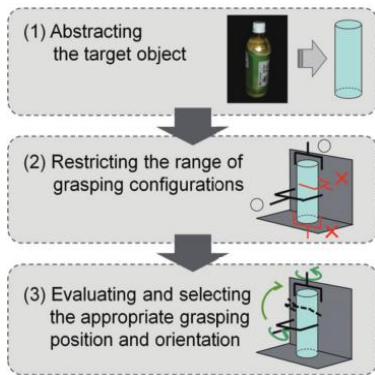 (1) Abstracting
the target object
(2) Restricting the range of
grasping configurations
(3) Evaluating and selecting
the appropriate grasping
position and orientation